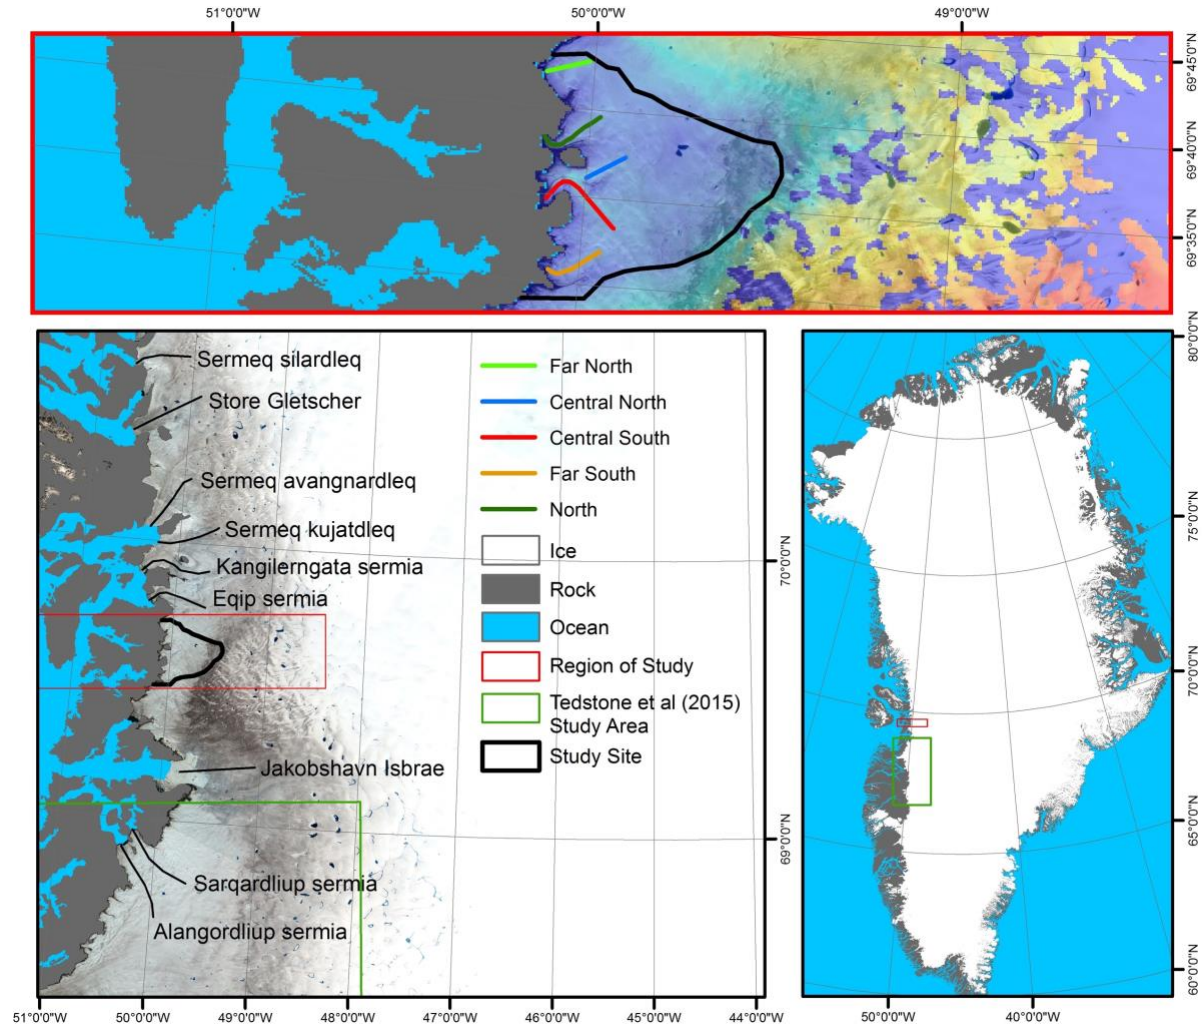 51°0'0"W
50°0'0"W
49°0'0"W
69°45'0"N
69°40'0"N
69°35'0"N
Sermeq silardleq
Store Gletscher
Sermeq avangnardleq
Sermeq kujatdleq
Kangilerngata sermia
Eqip sermia
Jakobshavn Isbrae
Sarqardliup sermia
Alangordliup sermia
Far North
Central North
Central South
Far South
North
Ice
Rock
Ocean
Region of Study
Tedstone et al (2015)
Study Area
Study Site
70°0'0"N
69°0'0"N
51°0'0"W
50°0'0"W
49°0'0"W
48°0'0"W
47°0'0"W
46°0'0"W
45°0'0"W
44°0'0"W
80°0'0"N
75°0'0"N
70°0'0"N
65°0'0"N
60°0'0"N
50°0'0"W
40°0'0"W